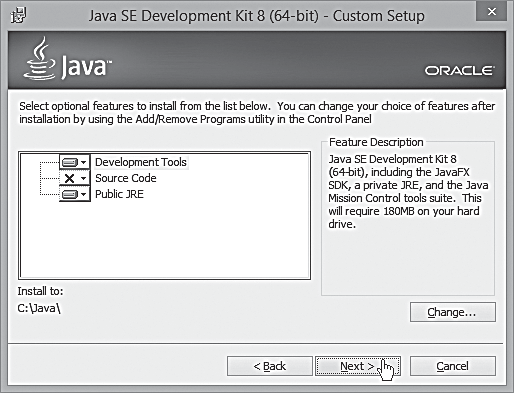 Java SE Development Kit 8 (64-bit) - Custom Setup
Java™
ORACLE
Select optional features to install from the list below. You can change your choice of features after
installation by using the Add/Remove Programs utility in the Control Panel
Development Tools
Source Code
Public JRE
Feature Description
Java SE Development Kit 8
(64-bit), including the JavaFX
SDK, a private JRE, and the Java
Mission Control tools suite. This
will require 180MB on your hard
drive.
Install to:
C:\Java\
Change...
< Back
Next >
Cancel